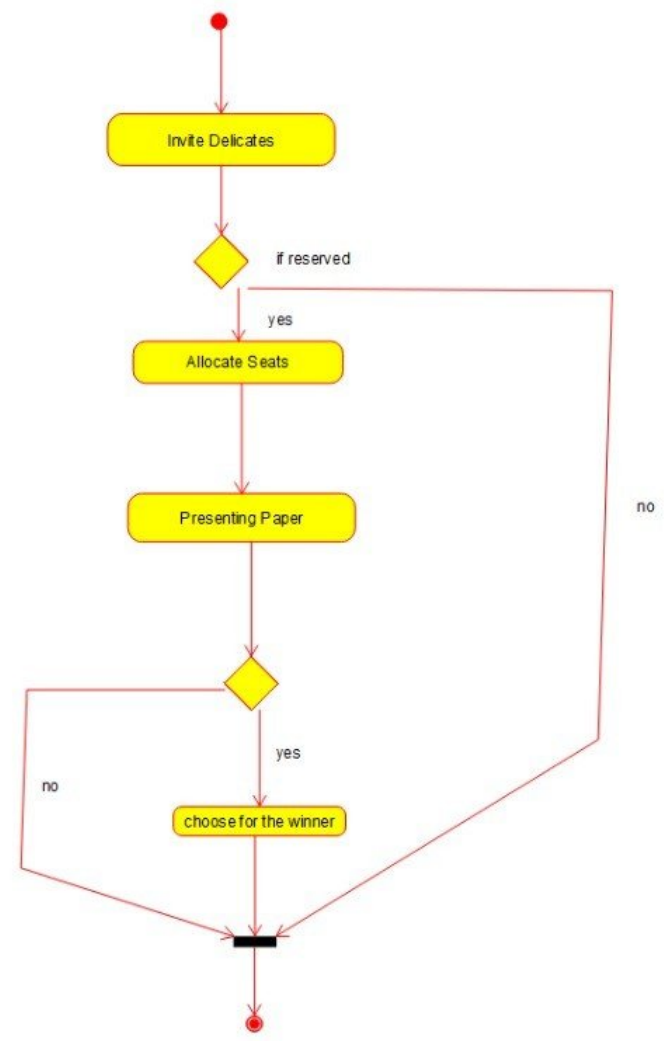 Invite Delicates
if reserved
yes
Allocate Seats
no
Presenting Paper
yes
no
choose for the winner